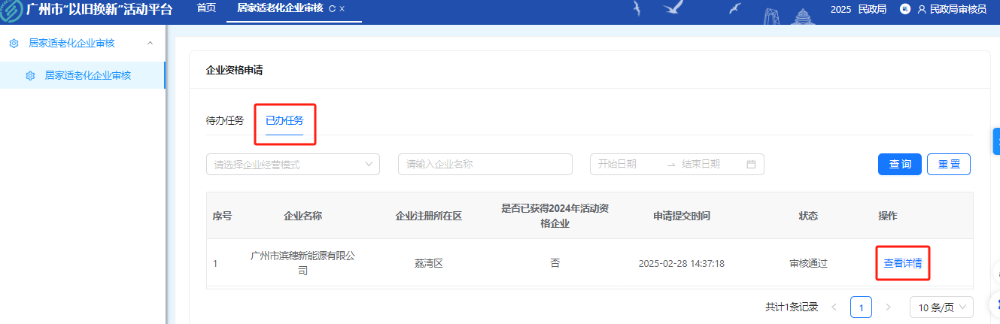 广州市“以旧换新”活动平台 首页 居家适老化企业审核 2025 民政局 民政局审核员
居家适老化企业审核
居家适老化企业审核
企业资格申请
待办任务 已办任务
请选择企业经营模式 请输入企业名称 开始日期 结束日期 查询 重置
序号 企业名称 企业注册所在区 是否已获得2024年活动资格企业 申请提交时间 状态 操作
1 广州市滨穗新能源有限公司 荔湾区 否 2025-02-28 14:37:18 审核通过 查看详情
共计1条记录 < 1 > 10 条/页